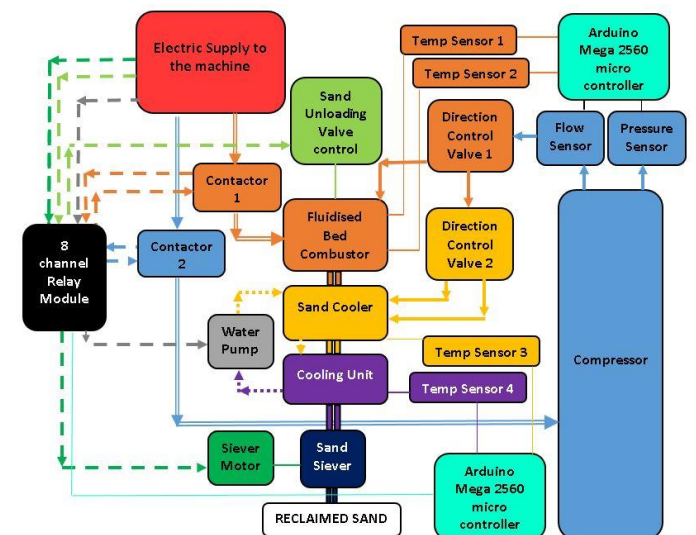 Electric Supply to
the machine
Temp Sensor 1
Temp Sensor 2
Arduino
Mega 2560
micro
controller
Sand
Unloading
Valve
control
Direction
Control
Valve 1
Flow
Sensor
Pressure
Sensor
Contactor
1
Fluidised
Bed
Combustor
Direction
Control
Valve 2
8
channel
Relay
Module
Contactor
2
Sand Cooler
Water
Pump
Temp Sensor 3
Compressor
Cooling Unit
Temp Sensor 4
Siever
Motor
Sand
Siever
Arduino
Mega 2560
micro
controller
RECLAIMED SAND